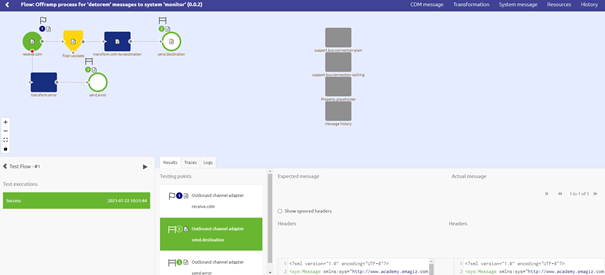 Flow: Offramp process for 'detorem' messages to system 'monitor' (0.0.2)
CDM message Transformation System message Resources History
receive.cdm
filter.validate
transform.cdm-to-destination
send.destination
transform.error
send.error
support.bus-connection-plain
support.bus-connection-caching
Property placeholder
Message history
Test Flow - #1
Test executions
Success 2021-01-22 10:51:44
Results Traces Logs
Testing points
1 Outbound channel adapter
receive.cdm
2 Outbound channel adapter
send.destination
Outbound channel adapter
send.error
Expected message Actual message
1 to 1 of 1
Show ignored headers
Headers Headers
1 <?xml version="1.0" encoding="UTF-8"?>
2 <sys:Message xmlns:sys="http://www.academy.emagiz.com
1 <?xml version="1.0" encoding="UTF-8"?>
2 <sys:Message xmlns:sys="http://www.academy.emagiz.com